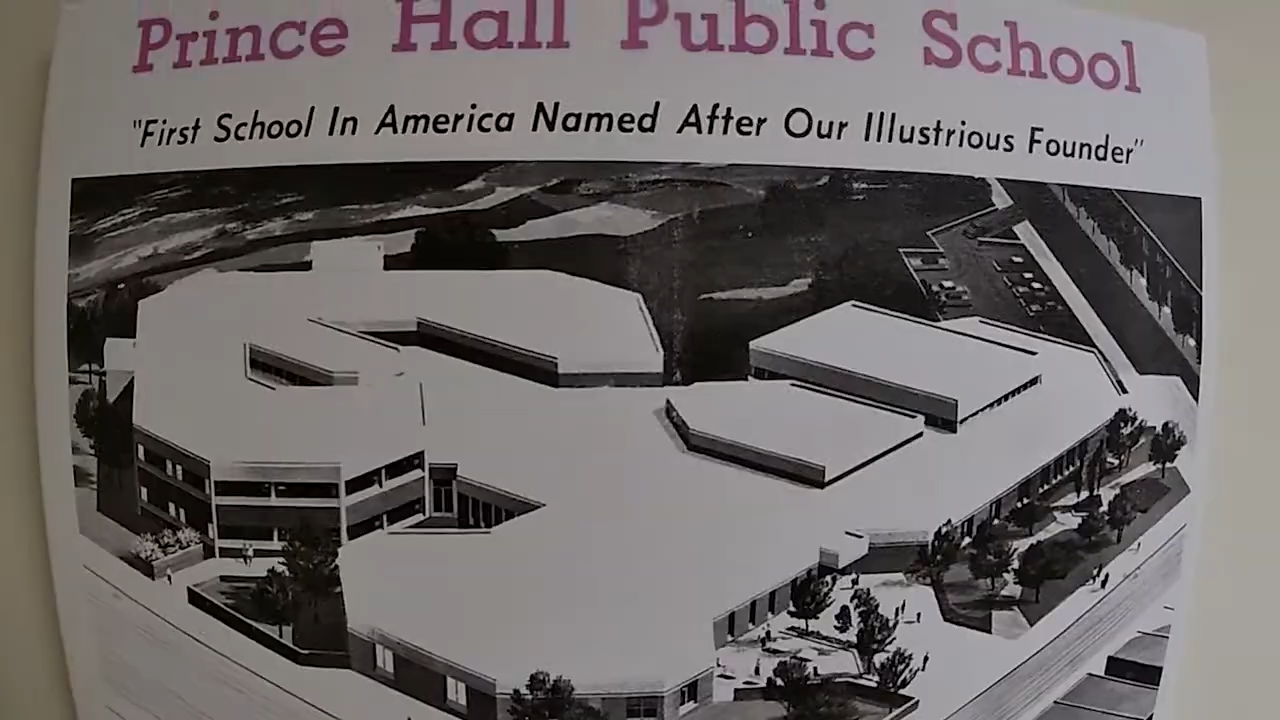 Prince Hall Public School
"First School In America Named After Our Illustrious Founder"